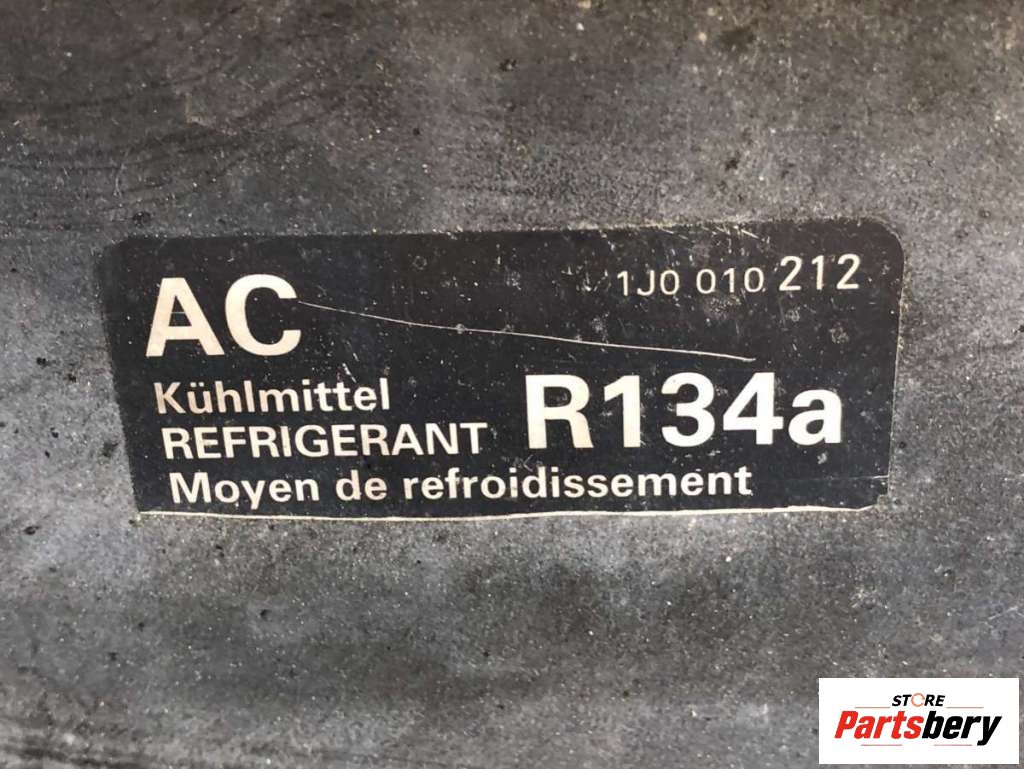 AC
1J0 010 212
Kühlmittel
REFRIGERANT
R134a
Moyen de refroidissement
STORE
Partsbery